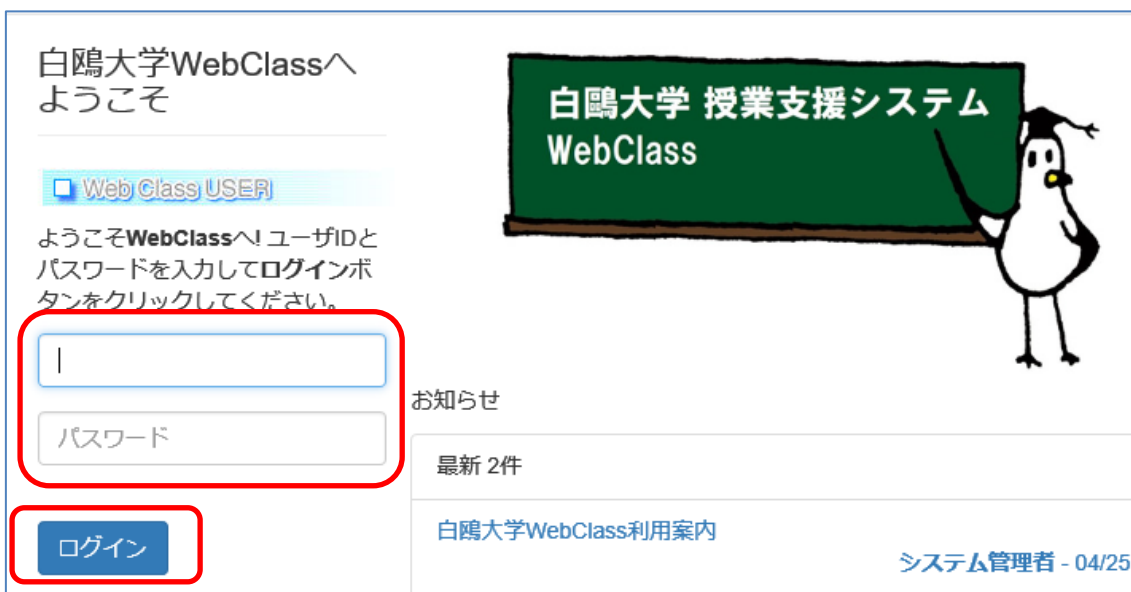 白鴎大学WebClassへ
ようこそ
Web Class USER
ようこそWebClassへ! ユーザIDと
パスワードを入力してログインボ
タンをクリックしてください。
パスワード
ログイン
白鷗大学 授業支援システム
WebClass
お知らせ
最新 2件
白鴎大学WebClass利用案内
システム管理者 - 04/25